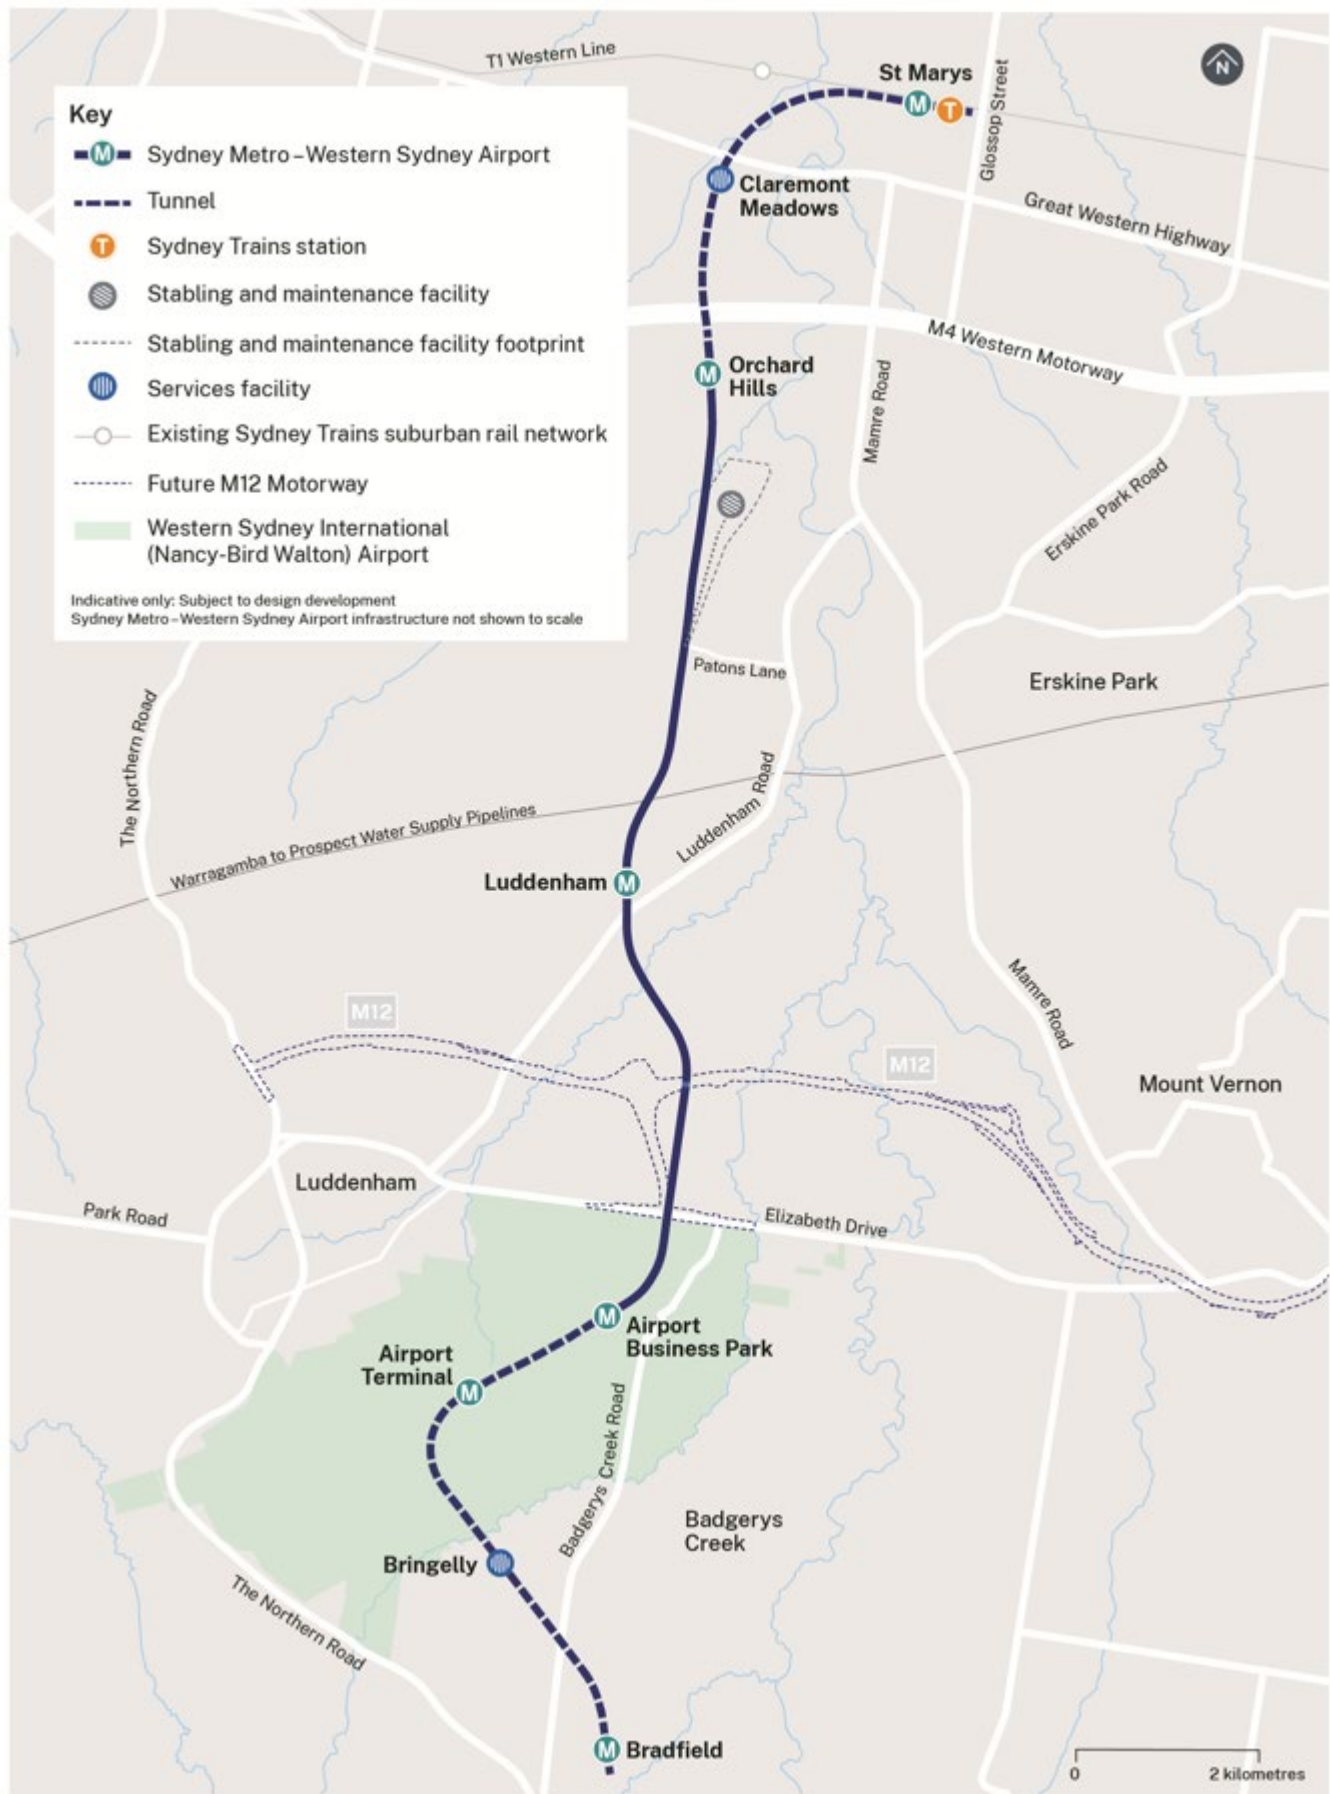 T1 Western Line
St Marys
M
T
N
Glossop Street
Key
M
Sydney Metro – Western Sydney Airport
Tunnel
T
Sydney Trains station
Stabling and maintenance facility
Stabling and maintenance facility footprint
Services facility
Existing Sydney Trains suburban rail network
Future M12 Motorway
Western Sydney International
(Nancy-Bird Walton) Airport
Indicative only: Subject to design development
Sydney Metro – Western Sydney Airport infrastructure not shown to scale
Claremont
Meadows
Great Western Highway
M4 Western Motorway
M
Orchard
Hills
Mamre Road
Erskine Park Road
Patons Lane
Erskine Park
The Northern Road
Warragamba to Prospect Water Supply Pipelines
Luddenham Road
Luddenham
M
Mamre Road
M12
M12
Mount Vernon
Luddenham
Park Road
Elizabeth Drive
M
Airport
Business Park
Airport
Terminal
M
Badgerys Creek Road
Badgerys
Creek
Bringelly
The Northern Road
M
Bradfield
0
2 kilometres